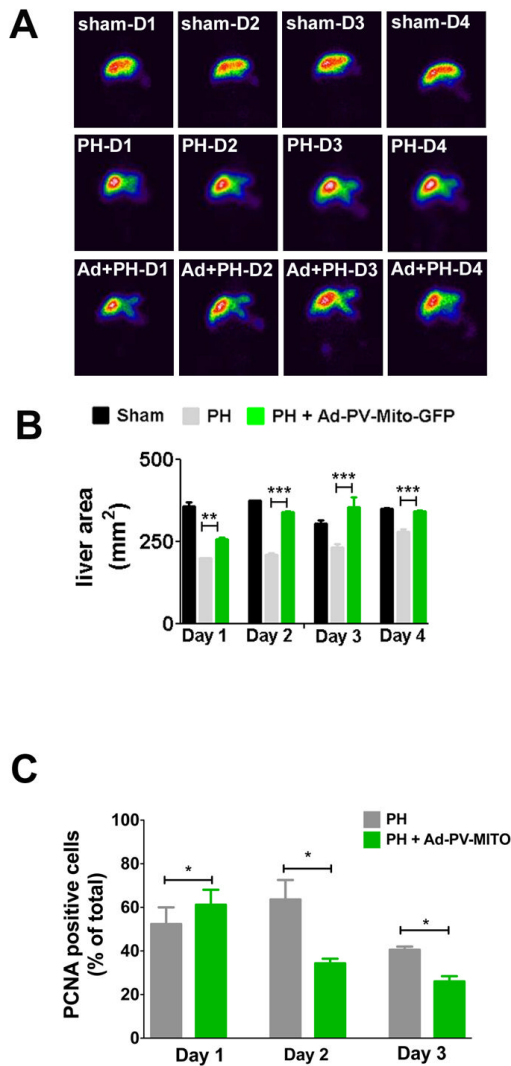 A
sham-D1 sham-D2 sham-D3 sham-D4
PH-D1 PH-D2 PH-D3 PH-D4
Ad+PH-D1 Ad+PH-D2 Ad+PH-D3 Ad+PH-D4
B
Sham PH PH + Ad-PV-Mito-GFP
liver area
(mm²)
500
250
0
** *** *** ***
Day 1 Day 2 Day 3 Day 4
C
PCNA positive cells
(% of total)
100
80
60
40
20
0
PH
PH + Ad-PV-MITO
* * *
Day 1 Day 2 Day 3